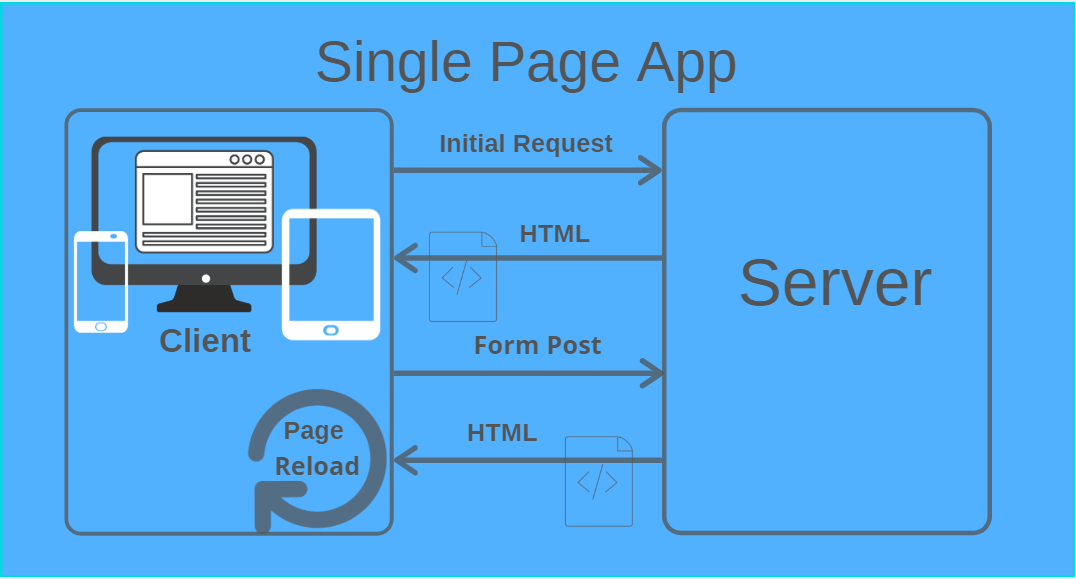 Single Page App
Initial Request
HTML
Server
Client
Form Post
Page
Reload
HTML